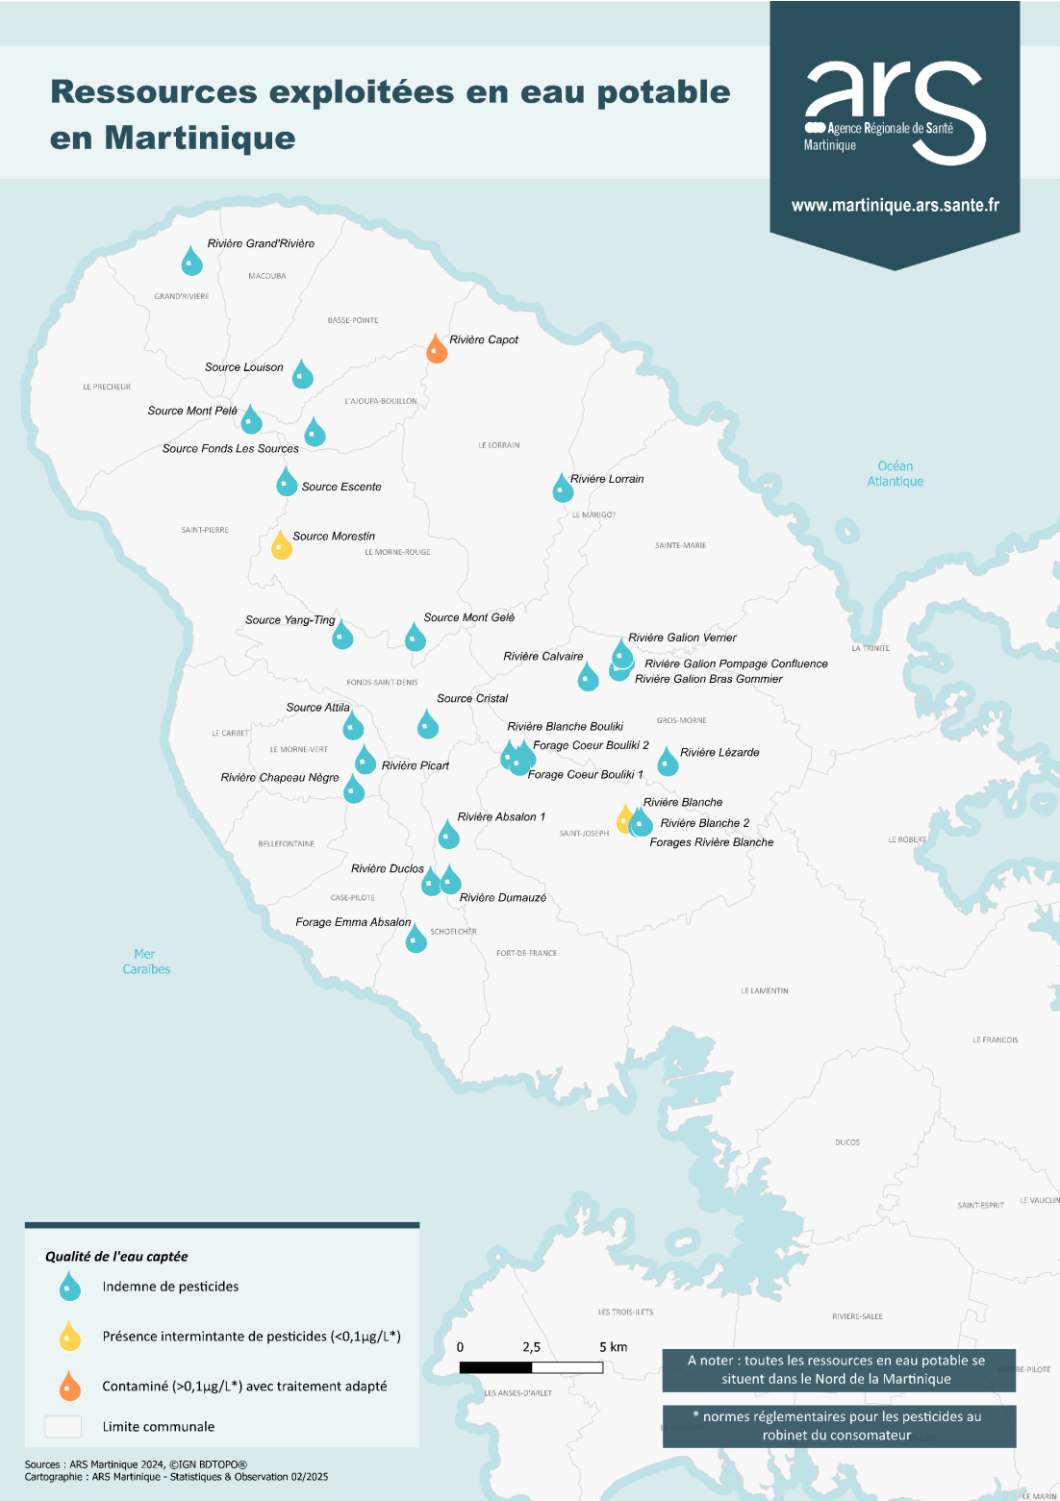 Ressources exploitées en eau potable
en Martinique
ars
Agence Régionale de Santé
Martinique
www.martinique.ars.sante.fr
Rivière Grand'Rivière
MACOUBA
GRAND'RIVIERE
BASSE-POINTE
Rivière Capot
Source Louison
LE PRECHEUR
L'AJOUPA-BOUILLON
Source Mont Pelé
Source Fonds Les Sources
LE LORRAIN
Océan
Atlantique
Rivière Lorrain
Source Escente
LE MARIGOT
SAINT-PIERRE
Source Morestin
LE MORNE-ROUGE
SAINTE-MARIE
Source Yang-Ting
Source Mont Gelé
Rivière Galion Verrier
LA TRINITE
Rivière Calvaire
Rivière Galion Pompage Confluence
Rivière Galion Bras Gommier
FONDS-SAINT-DENIS
Source Cristal
Source Attila
GROS-MORNE
Rivière Blanche Bouliki
LE CARBET
Forage Coeur Bouliki 2
LE MORNE-VERT
Rivière Lézarde
Rivière Picart
Forage Coeur Bouliki 1
Rivière Chapeau Nègre
Rivière Blanche
Rivière Absalon 1
Rivière Blanche 2
SAINT-JOSEPH
Forages Rivière Blanche
LE ROBERT
BELLEFONTAINE
Rivière Duclos
CASE-PILOTE
Rivière Dumauzé
Forage Emma Absalon
SCHOELCHER
FORT-DE-FRANCE
Mer
Caraïbes
LE LAMENTIN
LE FRANCOIS
DUCOS
SAINT-ESPRIT
LE VAUCLIN
Qualité de l'eau captée
Indemne de pesticides
Présence intermintante de pesticides (<0,1µg/L*)
Contaminé (>0,1µg/L*) avec traitement adapté
Limite communale
LES TROIS-ILETS
RIVIERE-SALEE
0 2,5 5 km
LES ANSES-D'ARLET
A noter : toutes les ressources en eau potable se
situent dans le Nord de la Martinique
RE-PILOTE
* normes réglementaires pour les pesticides au
robinet du consomateur
LE MARIN
Sources : ARS Martinique 2024, ©IGN BDTOPO®
Cartographie : ARS Martinique - Statistiques & Observation 02/2025